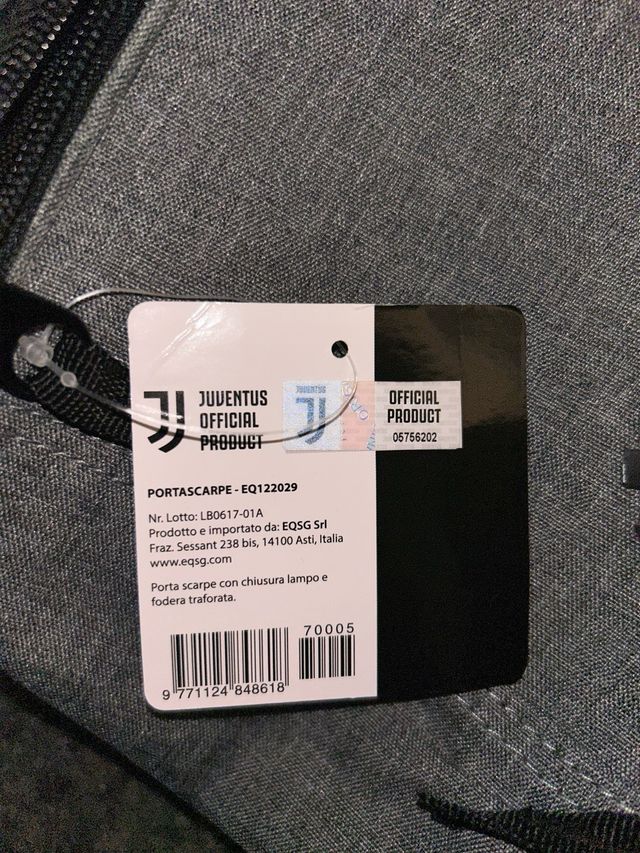 JUVENTUS
OFFICIAL
PRODUCT
JUVENTUS
OFFICIAL
PRODUCT
05756202
PORTASCARPE - EQ122029
Nr. Lotto: LB0617-01A
Prodotto e importato da: EQSG Srl
Fraz. Sessant 238 bis, 14100 Asti, Italia
www.eqsg.com
Porta scarpe con chiusura lampo e
fodera traforata.
70005
9 771124 848618